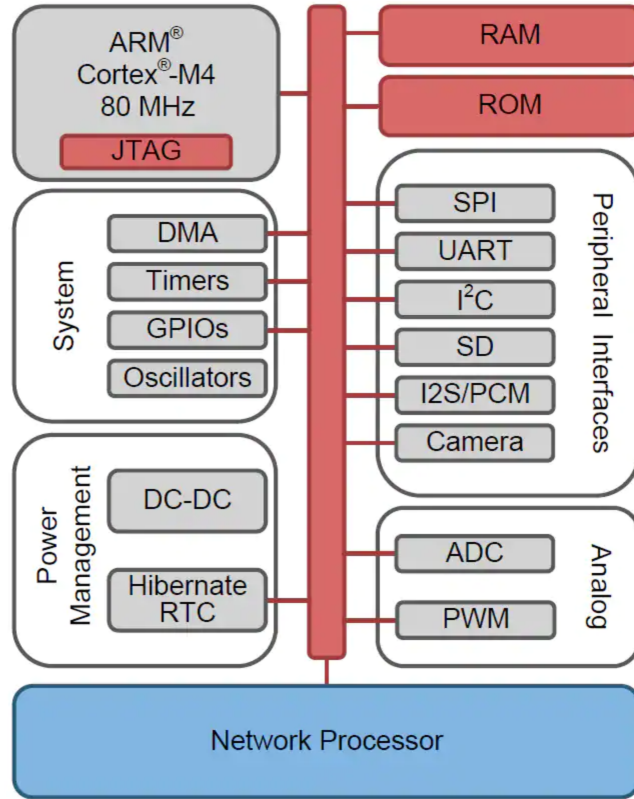 ARM®
Cortex®-M4
80 MHz
JTAG
System
DMA
Timers
GPIOs
Oscillators
Power
Management
DC-DC
Hibernate
RTC
RAM
ROM
SPI
UART
I²C
SD
I2S/PCM
Camera
Peripheral Interfaces
ADC
PWM
Analog
Network Processor